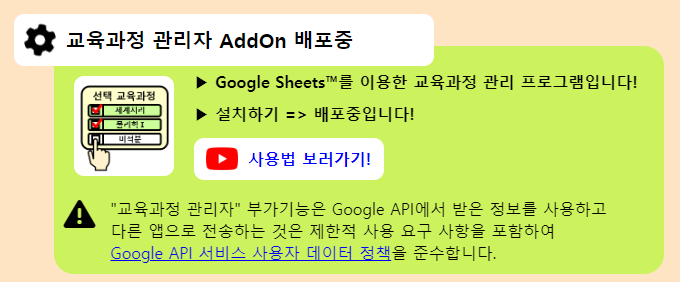 교육과정 관리자 AddOn 배포중
▶ Google Sheets™를 이용한 교육과정 관리 프로그램입니다!
▶ 설치하기 => 배포중입니다!
선택 교육과정
세계지리
물리학 I
미적분
사용법 보러가기!
"교육과정 관리자" 부가기능은 Google API에서 받은 정보를 사용하고
다른 앱으로 전송하는 것은 제한적 사용 요구 사항을 포함하여
Google API 서비스 사용자 데이터 정책을 준수합니다.